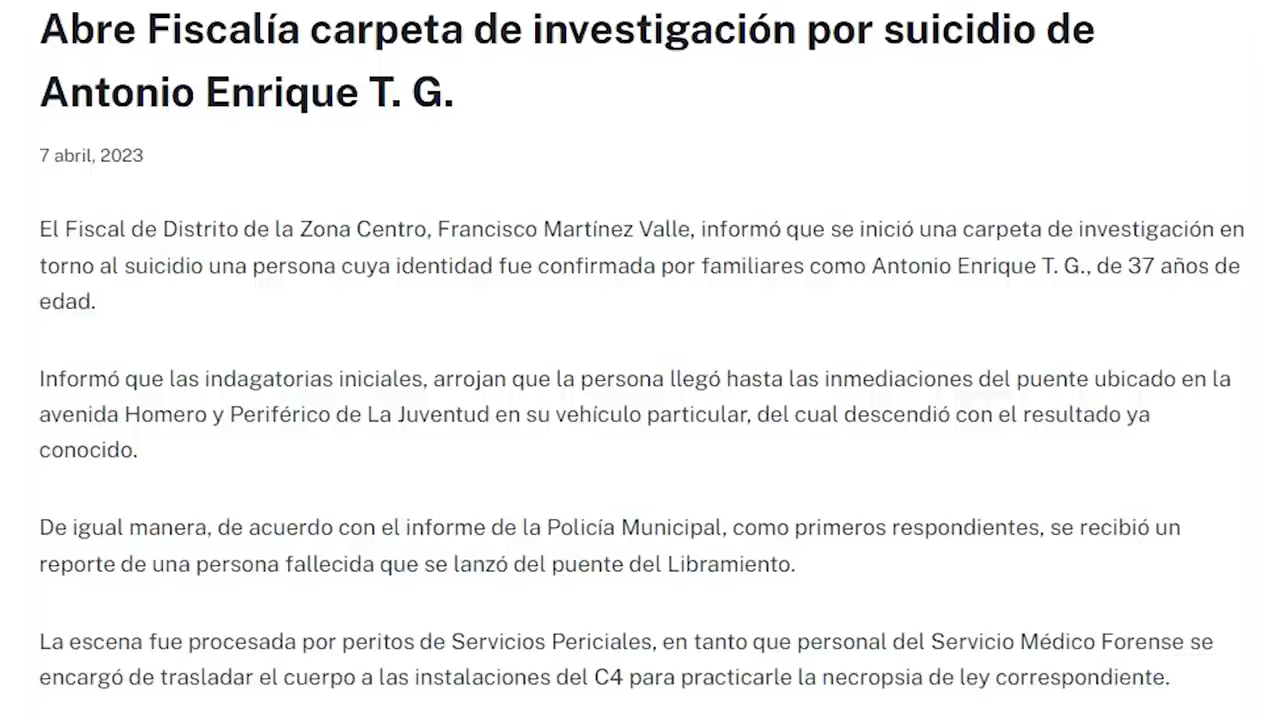 Abre Fiscalía carpeta de investigación por suicidio de
Antonio Enrique T. G.
7 abril, 2023
El Fiscal de Distrito de la Zona Centro, Francisco Martínez Valle, informó que se inició una carpeta de investigación en
torno al suicidio una persona cuya identidad fue confirmada por familiares como Antonio Enrique T. G., de 37 años de
edad.
Informó que las indagatorias iniciales, arrojan que la persona llegó hasta las inmediaciones del puente ubicado en la
avenida Homero y Periférico de La Juventud en su vehículo particular, del cual descendió con el resultado ya
conocido.
De igual manera, de acuerdo con el informe de la Policía Municipal, como primeros respondientes, se recibió un
reporte de una persona fallecida que se lanzó del puente del Libramiento.
La escena fue procesada por peritos de Servicios Periciales, en tanto que personal del Servicio Médico Forense se
encargó de trasladar el cuerpo a las instalaciones del C4 para practicarle la necropsia de ley correspondiente.